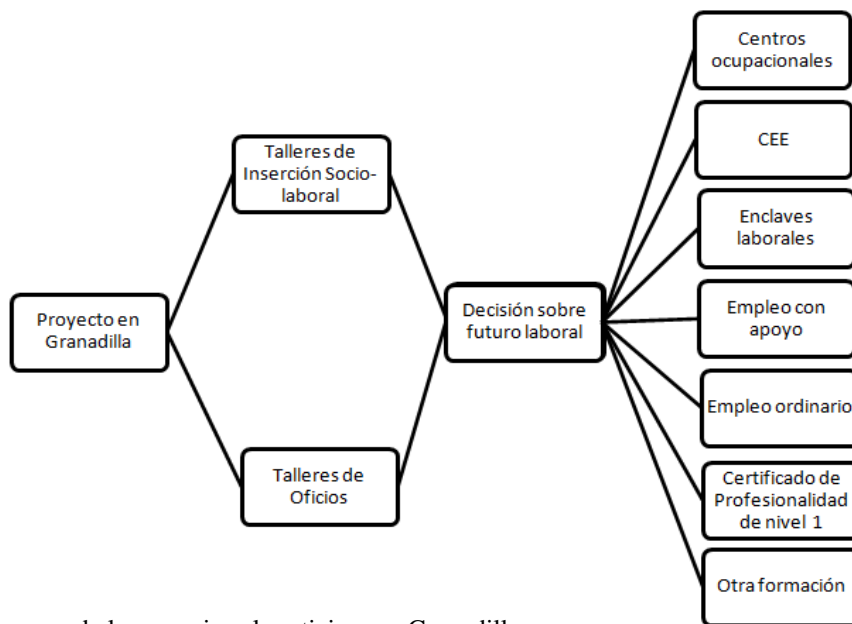 Proyecto en
Granadilla
Talleres de
Inserción Socio-
laboral
Talleres de
Oficios
Decisión sobre
futuro laboral
Centros
ocupacionales
CEE
Enclaves
laborales
Empleo con
apoyo
Empleo ordinario
Certificado de
Profesionalidad
de nivel 1
Otra formación